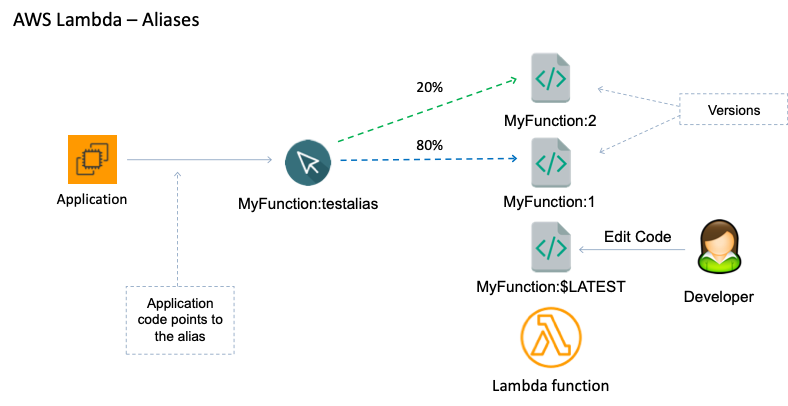 AWS Lambda – Aliases
20%
MyFunction:2
Versions
80%
Application
MyFunction:testalias
MyFunction:1
Edit Code
MyFunction:$LATEST
Developer
Application
code points to
the alias
Lambda function